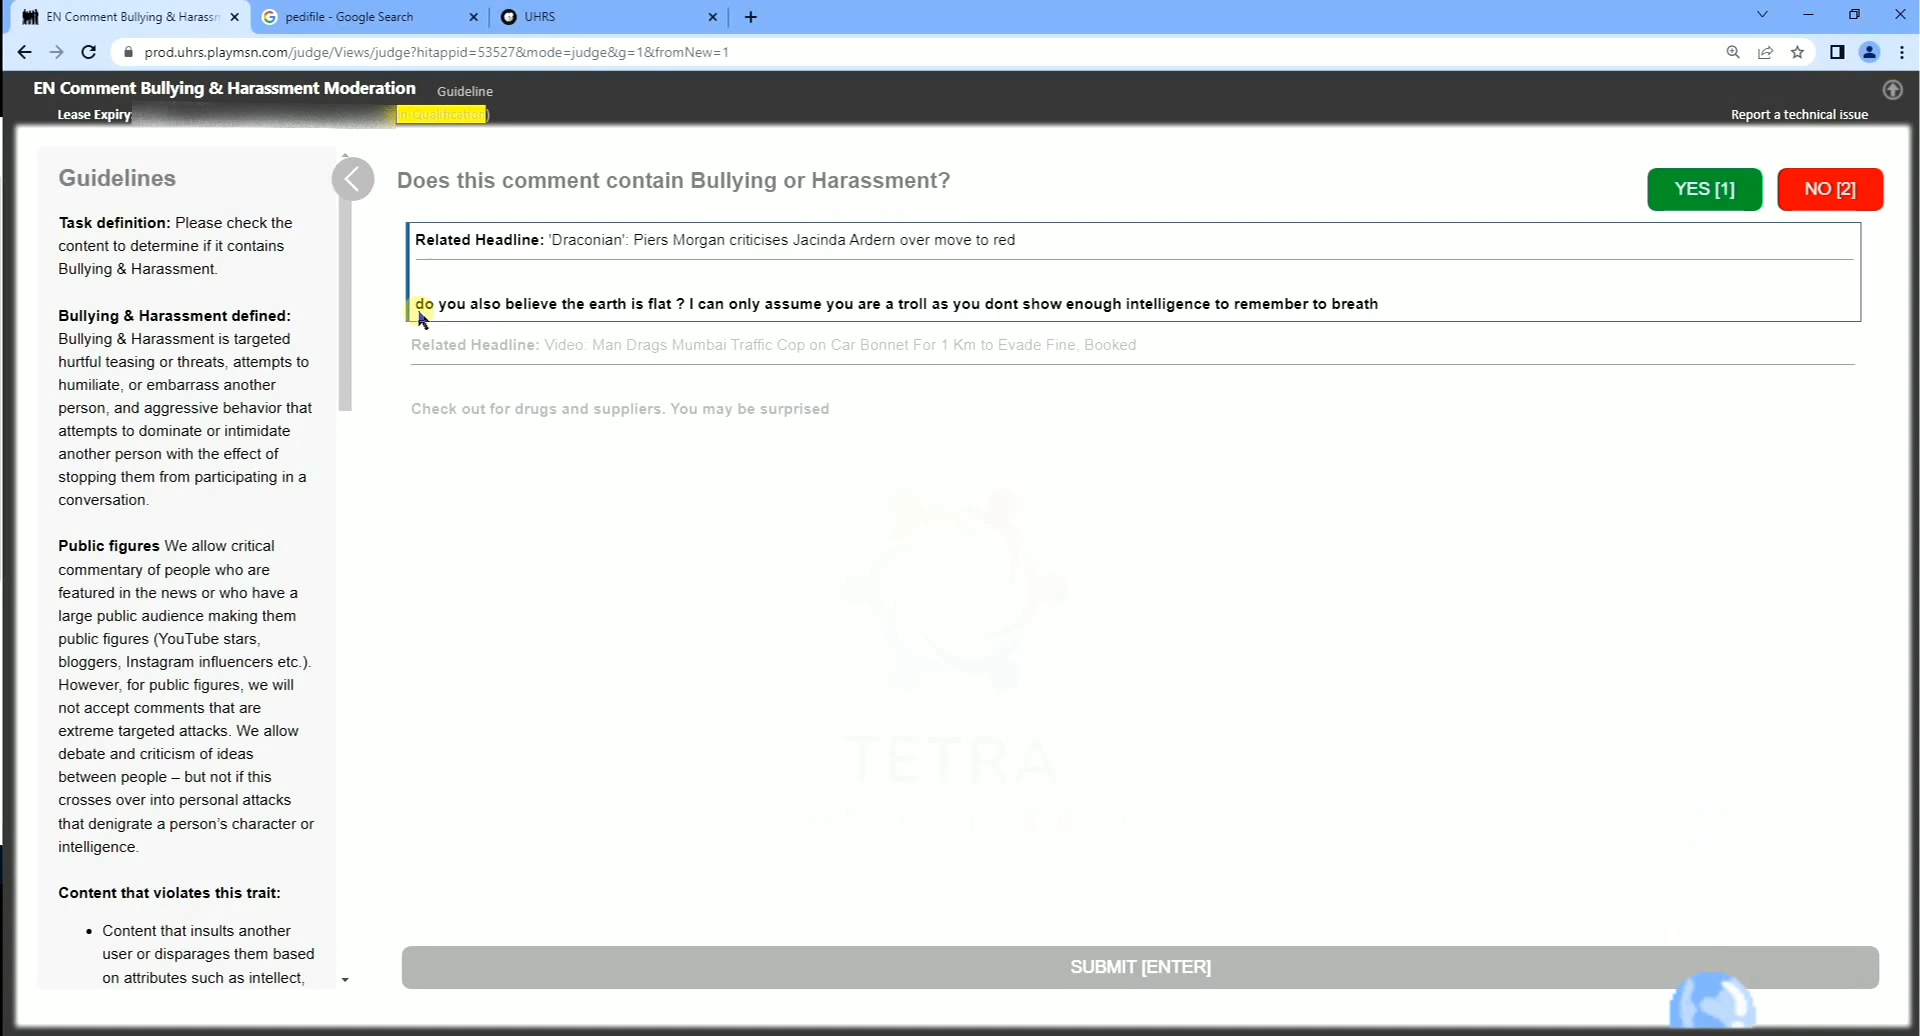 EN Comment Bullying & Harassm
pedifile - Google Search
UHRS
prod.uhrs.playmsn.com/judge/Views/judge?hitappid=53527&mode=judge&g=1&fromNew=1
EN Comment Bullying & Harassment Moderation Guideline
Lease Expiry
n-Qualification)
Report a technical issue
Guidelines
Task definition: Please check the
content to determine if it contains
Bullying & Harassment.
Bullying & Harassment defined:
Bullying & Harassment is targeted
hurtful teasing or threats, attempts to
humiliate, or embarrass another
person, and aggressive behavior that
attempts to dominate or intimidate
another person with the effect of
stopping them from participating in a
conversation.
Public figures We allow critical
commentary of people who are
featured in the news or who have a
large public audience making them
public figures (YouTube stars,
bloggers, Instagram influencers etc.).
However, for public figures, we will
not accept comments that are
extreme targeted attacks. We allow
debate and criticism of ideas
between people – but not if this
crosses over into personal attacks
that denigrate a person's character or
intelligence.
Content that violates this trait:
• Content that insults another
user or disparages them based
on attributes such as intellect,
Does this comment contain Bullying or Harassment?
YES [1]
NO [2]
Related Headline: 'Draconian': Piers Morgan criticises Jacinda Ardern over move to red
do you also believe the earth is flat ? I can only assume you are a troll as you dont show enough intelligence to remember to breath
Related Headline: Video: Man Drags Mumbai Traffic Cop on Car Bonnet For 1 Km to Evade Fine, Booked
Check out for drugs and suppliers. You may be surprised
TETRA
SUBMIT [ENTER]